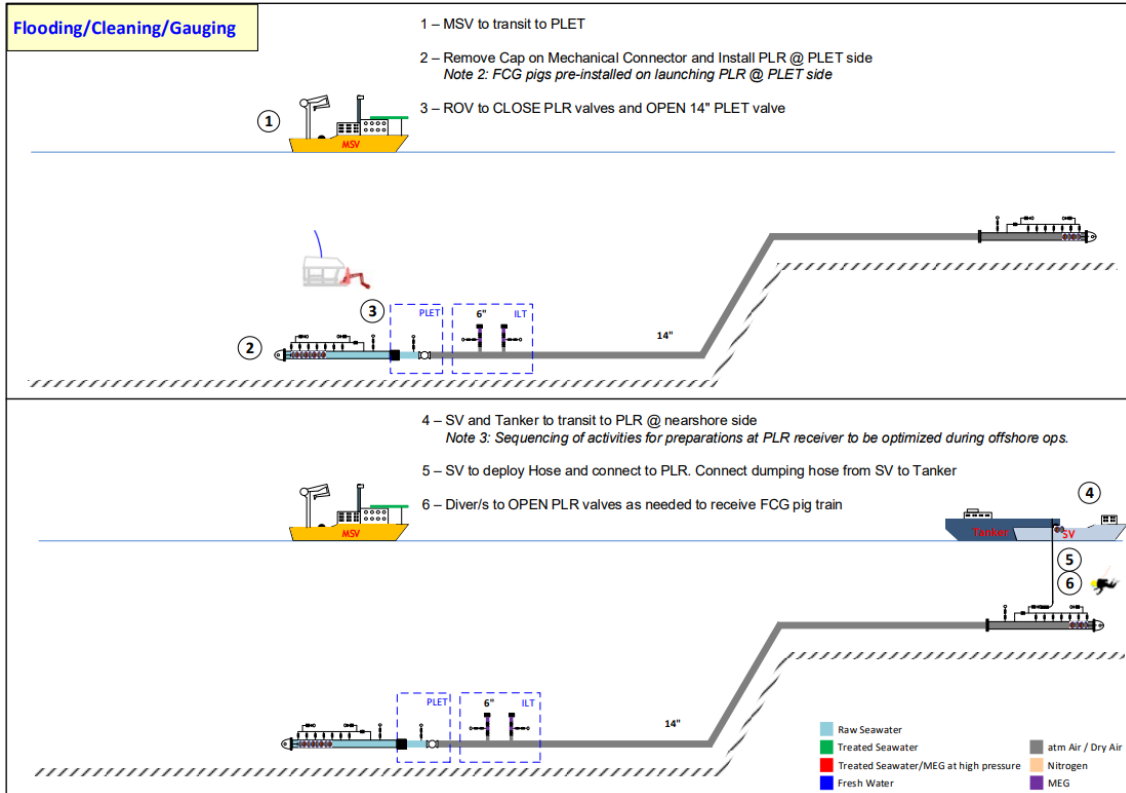 Flooding/Cleaning/Gauging
1 – MSV to transit to PLET
2 – Remove Cap on Mechanical Connector and Install PLR @ PLET side
Note 2: FCG pigs pre-installed on launching PLR @ PLET side
3 – ROV to CLOSE PLR valves and OPEN 14" PLET valve
1
MSV
3
PLET
6"
ILT
2
14"
4 – SV and Tanker to transit to PLR @ nearshore side
Note 3: Sequencing of activities for preparations at PLR receiver to be optimized during offshore ops.
5 – SV to deploy Hose and connect to PLR. Connect dumping hose from SV to Tanker
6 – Diver/s to OPEN PLR valves as needed to receive FCG pig train
4
MSV
Tanker
SV
5
6
PLET
6"
ILT
14"
Raw Seawater
Treated Seawater
Treated Seawater/MEG at high pressure
Fresh Water
atm Air / Dry Air
Nitrogen
MEG